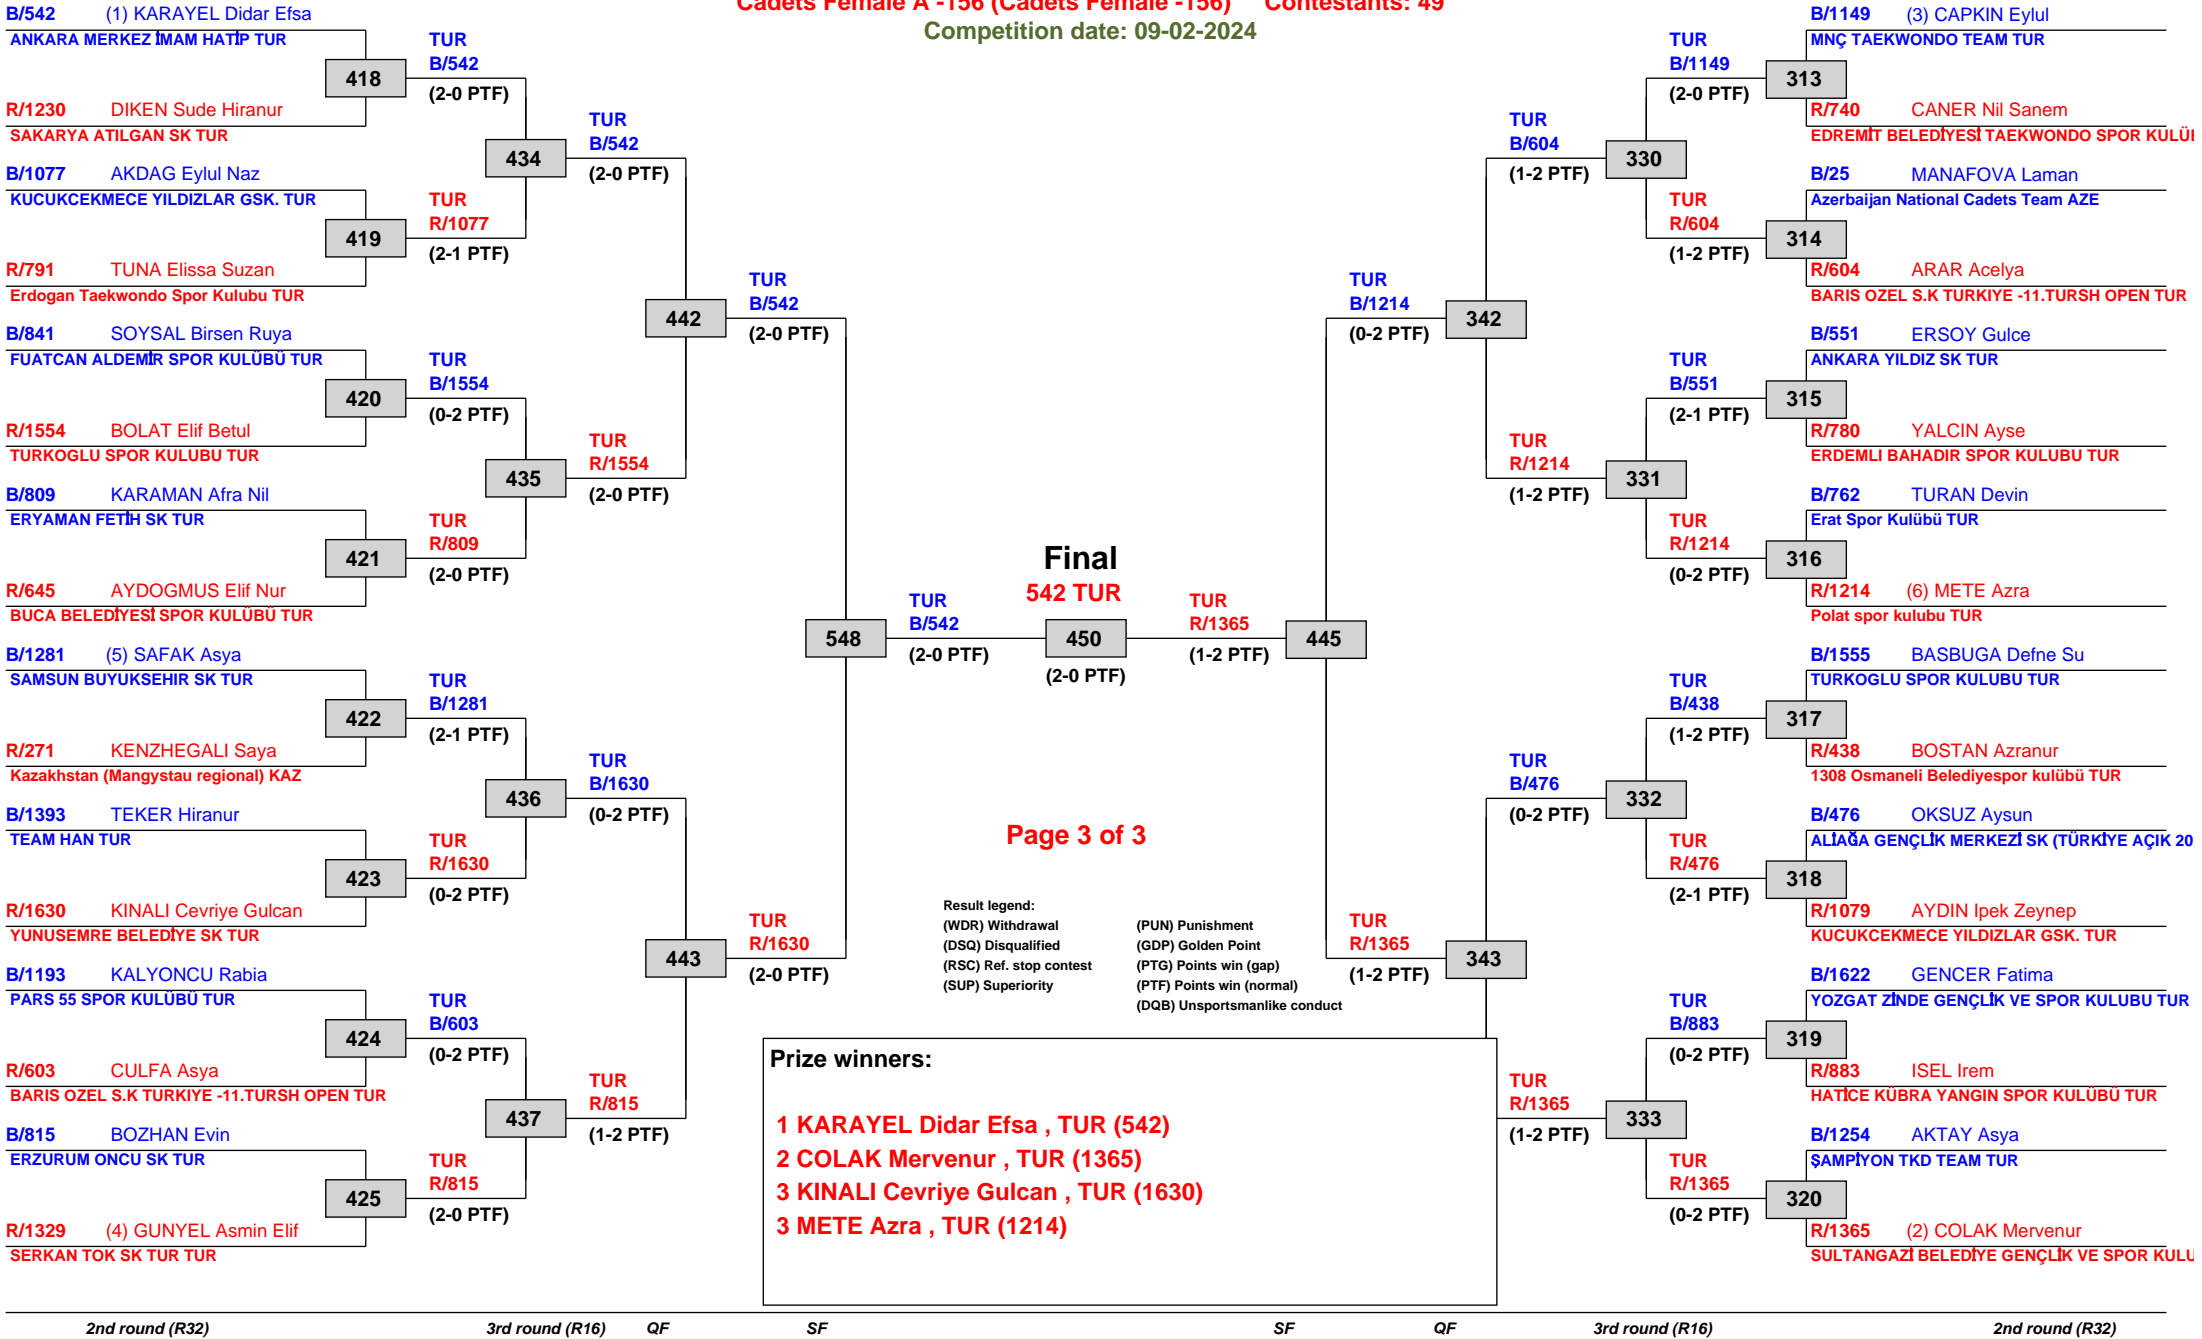 Cadets Female A -156 (Cadets Female -156) Contestants: 49
Competition date: 09-02-2024
B/542 (1) KARAYEL Didar Efsa
ANKARA MERKEZ İMAM HATİP TUR
418
R/1230 DIKEN Sude Hiranur
SAKARYA ATILGAN SK TUR
B/1077 AKDAG Eylul Naz
KUCUKCEKMECE YILDIZLAR GSK. TUR
419
R/791 TUNA Elissa Suzan
Erdogan Taekwondo Spor Kulubu TUR
B/841 SOYSAL Birsen Ruya
FUATCAN ALDEMİR SPOR KULÜBÜ TUR
420
R/1554 BOLAT Elif Betul
TURKOGLU SPOR KULUBU TUR
B/809 KARAMAN Afra Nil
ERYAMAN FETİH SK TUR
421
R/645 AYDOGMUS Elif Nur
BUCA BELEDİYESİ SPOR KULÜBÜ TUR
B/1281 (5) SAFAK Asya
SAMSUN BUYUKSEHIR SK TUR
422
R/271 KENZHEGALI Saya
Kazakhstan (Mangystau regional) KAZ
B/1393 TEKER Hiranur
TEAM HAN TUR
423
R/1630 KINALI Cevriye Gulcan
YUNUSEMRE BELEDİYE SK TUR
B/1193 KALYONCU Rabia
PARS 55 SPOR KULÜBÜ TUR
424
R/603 CULFA Asya
BARIS OZEL S.K TURKIYE -11.TURSH OPEN TUR
B/815 BOZHAN Evin
ERZURUM ONCU SK TUR
425
R/1329 (4) GUNYEL Asmin Elif
SERKAN TOK SK TUR TUR
TUR
B/542
(2-0 PTF)
434
TUR
R/1077
(2-1 PTF)
TUR
B/1554
(0-2 PTF)
435
TUR
R/809
(2-0 PTF)
TUR
B/1281
(2-1 PTF)
436
TUR
R/1630
(0-2 PTF)
TUR
B/603
(0-2 PTF)
437
TUR
R/815
(2-0 PTF)
TUR
B/542
(2-0 PTF)
442
TUR
R/1554
(2-0 PTF)
TUR
B/1630
(0-2 PTF)
443
TUR
R/815
(1-2 PTF)
TUR
B/542
(2-0 PTF)
548
TUR
R/1630
(2-0 PTF)
TUR
B/542
(2-0 PTF)
Final
542 TUR
450
(2-0 PTF)
TUR
R/1365
(1-2 PTF)
445
TUR
B/1214
(0-2 PTF)
342
TUR
R/1365
(1-2 PTF)
343
TUR
B/604
(1-2 PTF)
330
TUR
R/1214
(1-2 PTF)
331
TUR
B/476
(0-2 PTF)
332
TUR
R/1365
(1-2 PTF)
333
TUR
B/1149
(2-0 PTF)
TUR
R/604
(1-2 PTF)
TUR
B/551
(2-1 PTF)
TUR
R/1214
(0-2 PTF)
TUR
B/438
(1-2 PTF)
TUR
R/476
(2-1 PTF)
TUR
B/883
(0-2 PTF)
TUR
R/1365
(0-2 PTF)
B/1149 (3) CAPKIN Eylul
MNÇ TAEKWONDO TEAM TUR
313
R/740 CANER Nil Sanem
EDREMİT BELEDİYESİ TAEKWONDO SPOR KULÜB
B/25 MANAFOVA Laman
Azerbaijan National Cadets Team AZE
314
R/604 ARAR Acelya
BARIS OZEL S.K TURKIYE -11.TURSH OPEN TUR
B/551 ERSOY Gulce
ANKARA YILDIZ SK TUR
315
R/780 YALCIN Ayse
ERDEMLI BAHADIR SPOR KULUBU TUR
B/762 TURAN Devin
Erat Spor Kulübü TUR
316
R/1214 (6) METE Azra
Polat spor kulubu TUR
B/1555 BASBUGA Defne Su
TURKOGLU SPOR KULUBU TUR
317
R/438 BOSTAN Azranur
1308 Osmaneli Belediyespor kulübü TUR
B/476 OKSUZ Aysun
ALİAĞA GENÇLİK MERKEZİ SK (TÜRKİYE AÇIK 20
318
R/1079 AYDIN Ipek Zeynep
KUCUKCEKMECE YILDIZLAR GSK. TUR
B/1622 GENCER Fatima
YOZGAT ZİNDE GENÇLİK VE SPOR KULUBU TUR
319
R/883 ISEL Irem
HATİCE KÜBRA YANGIN SPOR KULÜBÜ TUR
B/1254 AKTAY Asya
ŞAMPİYON TKD TEAM TUR
320
R/1365 (2) COLAK Mervenur
SULTANGAZİ BELEDİYE GENÇLİK VE SPOR KULU
Page 3 of 3
Result legend:
(WDR) Withdrawal (PUN) Punishment
(DSQ) Disqualified (GDP) Golden Point
(RSC) Ref. stop contest (PTG) Points win (gap)
(SUP) Superiority (PTF) Points win (normal)
(DQB) Unsportsmanlike conduct
Prize winners:
1 KARAYEL Didar Efsa , TUR (542)
2 COLAK Mervenur , TUR (1365)
3 KINALI Cevriye Gulcan , TUR (1630)
3 METE Azra , TUR (1214)
2nd round (R32) 3rd round (R16) QF SF SF QF 3rd round (R16) 2nd round (R32)